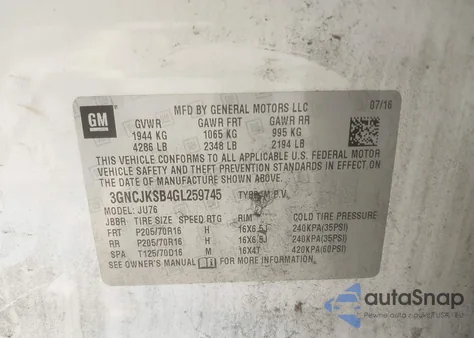 GM
MFD BY GENERAL MOTORS LLC
07/16
GVWR GAWR FRT GAWR RR
1944 KG 1065 KG 995 KG
4286 LB 2348 LB 2194 LB
THIS VEHICLE CONFORMS TO ALL APPLICABLE U.S. FEDERAL MOTOR
VEHICLE SAFETY AND THEFT PREVENTION STANDARDS IN EFFECT ON
THE DATE OF MANUFACTURE SHOWN ABOVE.
3GNCJKSB4GL259745 TYPE: M.P.V.
MODEL: JU76
JBBR TIRE SIZE SPEED RTG RIM COLD TIRE PRESSURE
FRT P205/70R16 H 16X6.5J 240KPA(35PSI)
RR P205/70R16 H 16X6.5J 240KPA(35PSI)
SPA T125/70D16 M 16X4T 420KPA(60PSI)
SEE OWNER'S MANUAL FOR MORE INFORMATION
autoSnap